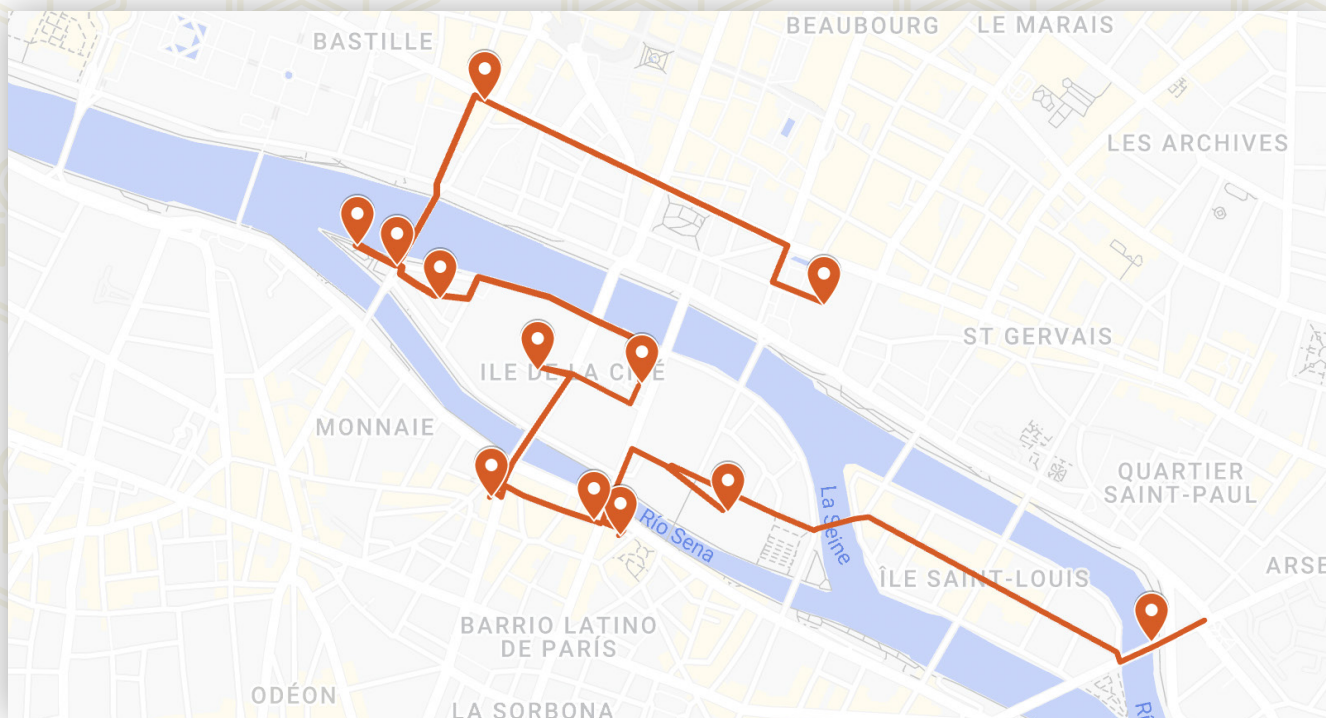 BEAUBOURG
LE MARAIS
BASTILLE
LES ARCHIVES
ST GERVAIS
ILE DE LA CITÉ
MONNAIE
QUARTIER
SAINT-PAUL
La Seine
Río Sena
ÎLE SAINT-LOUIS
ARSE
BARRIO LATINO
DE PARÍS
ODÉON
LA SORBONA